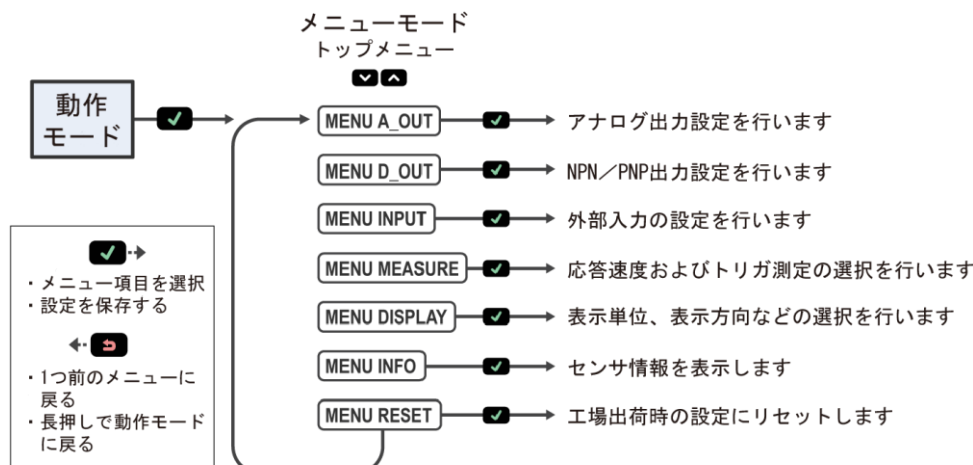 メニューモード
トップメニュー
動作
モード
MENU A_OUT
アナログ出力設定を行います
MENU D_OUT
NPN／PNP出力設定を行います
MENU INPUT
外部入力の設定を行います
MENU MEASURE
応答速度およびトリガ測定の選択を行います
MENU DISPLAY
表示単位、表示方向などの選択を行います
MENU INFO
センサ情報を表示します
MENU RESET
工場出荷時の設定にリセットします
・メニュー項目を選択
・設定を保存する
・1つ前のメニューに
戻る
・長押しで動作モード
に戻る